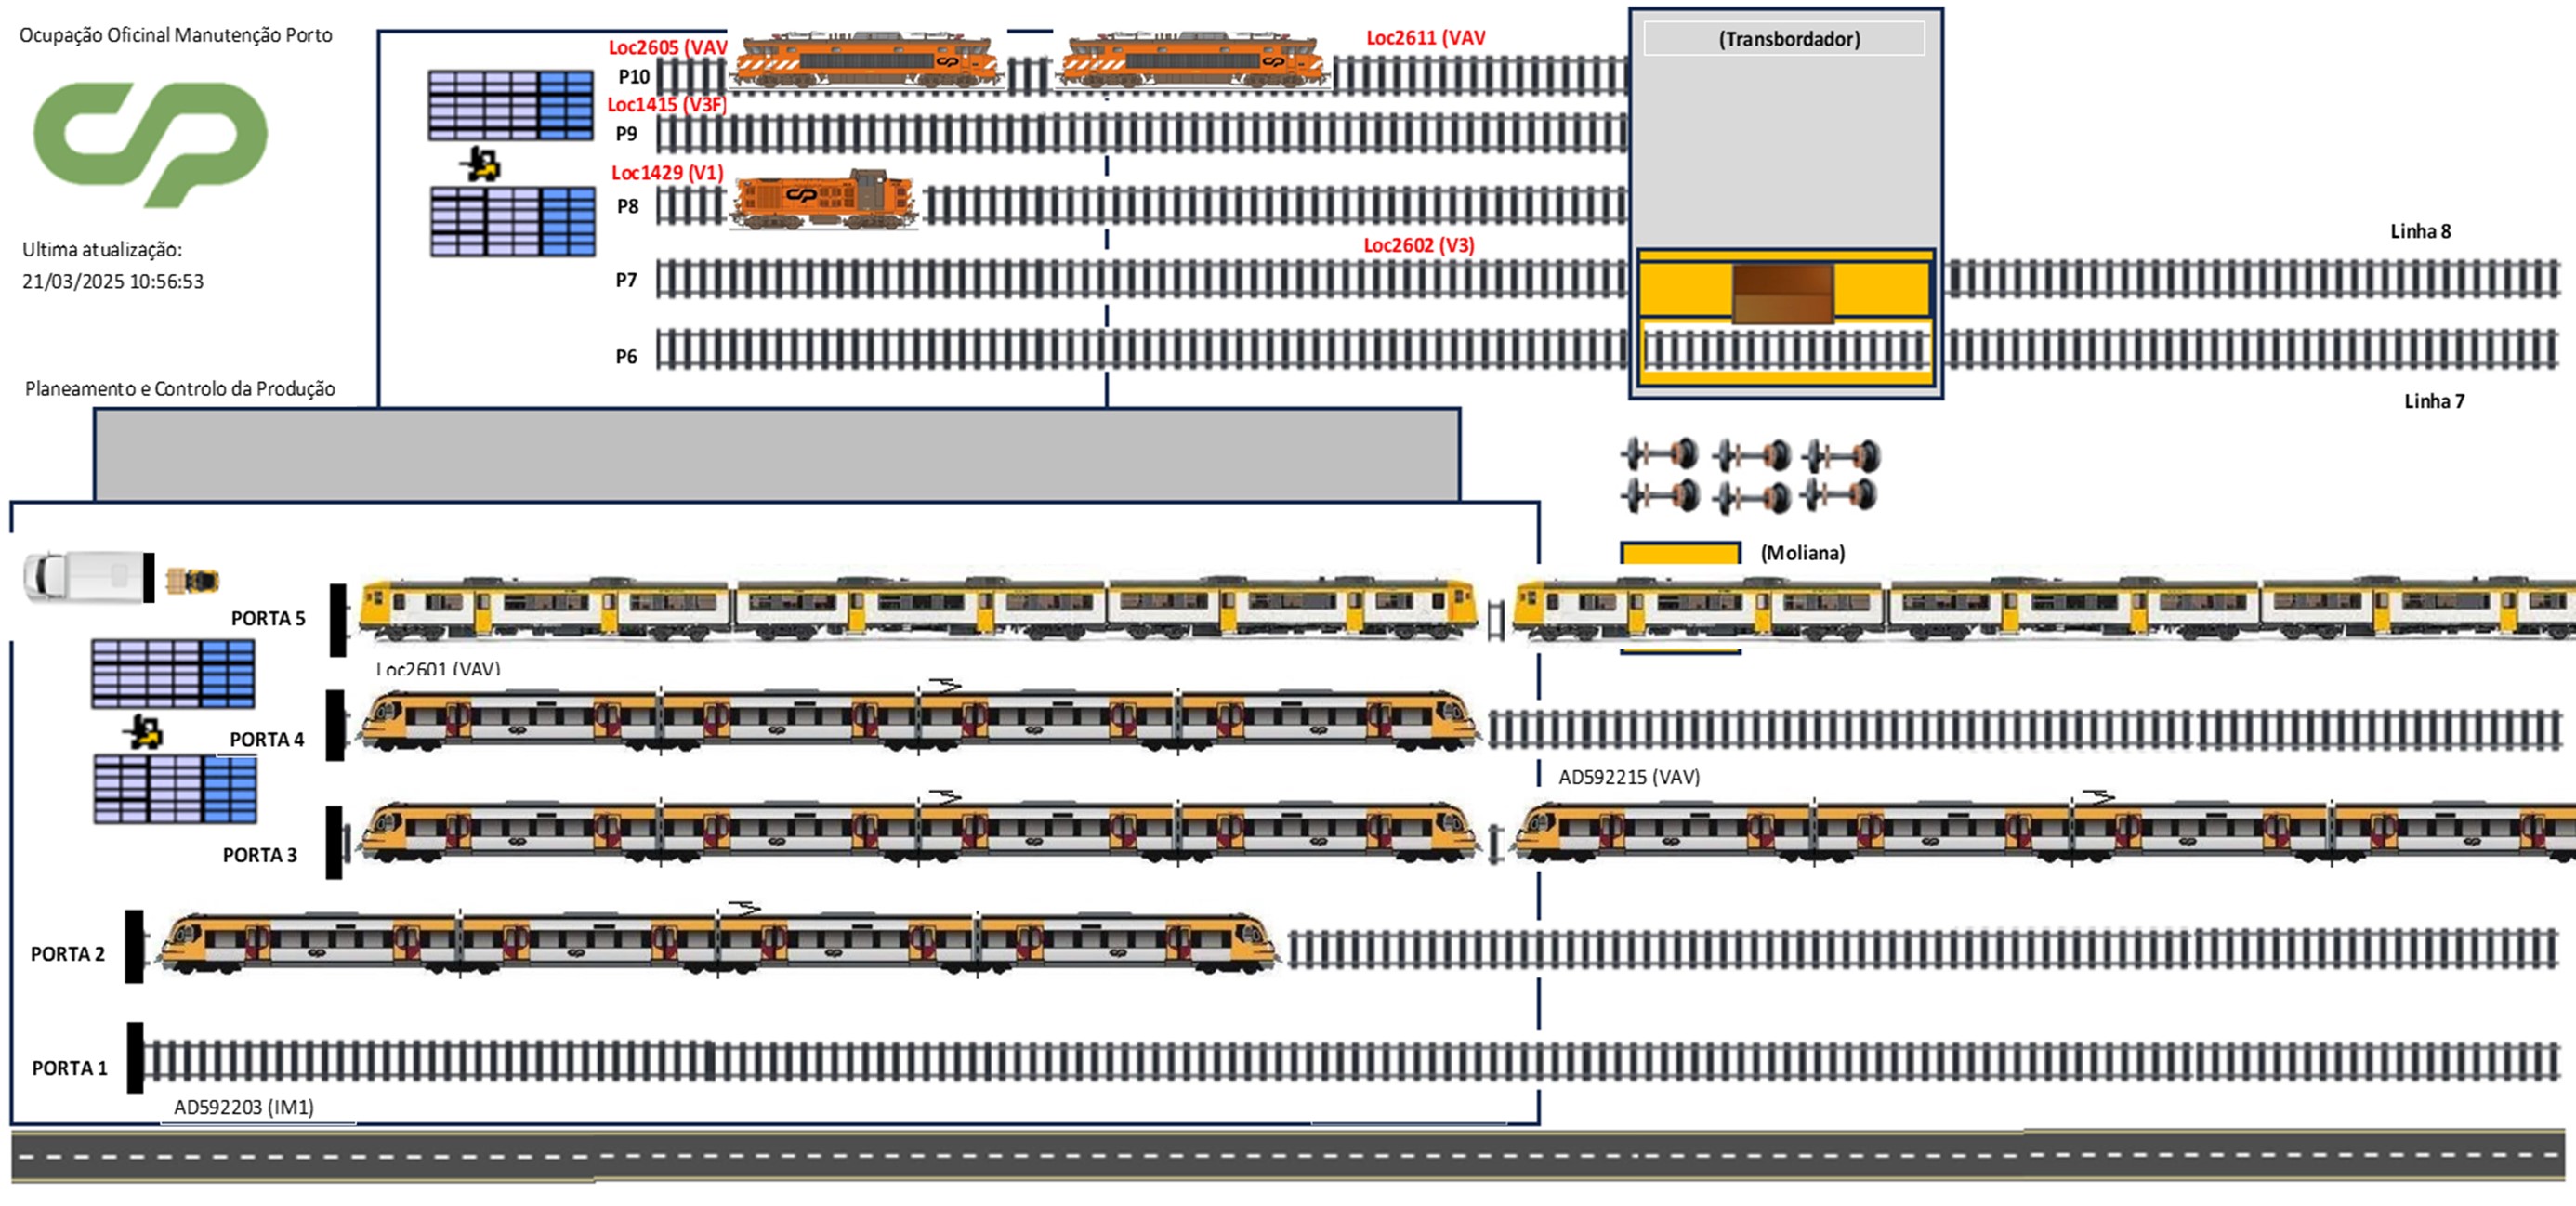 Ocupação Oficinal Manutenção Porto
Ultima atualização:
21/03/2025 10:56:53
Planeamento e Controlo da Produção
Loc2605 (VAV
Loc2611 (VAV
P10
Loc1415 (V3F)
P9
Loc1429 (V1)
P8
Loc2602 (V3)
P7
P6
(Transbordador)
Linha 8
Linha 7
(Moliana)
PORTA 5
Loc2601 (VAV)
PORTA 4
AD592215 (VAV)
PORTA 3
PORTA 2
PORTA 1
AD592203 (IM1)